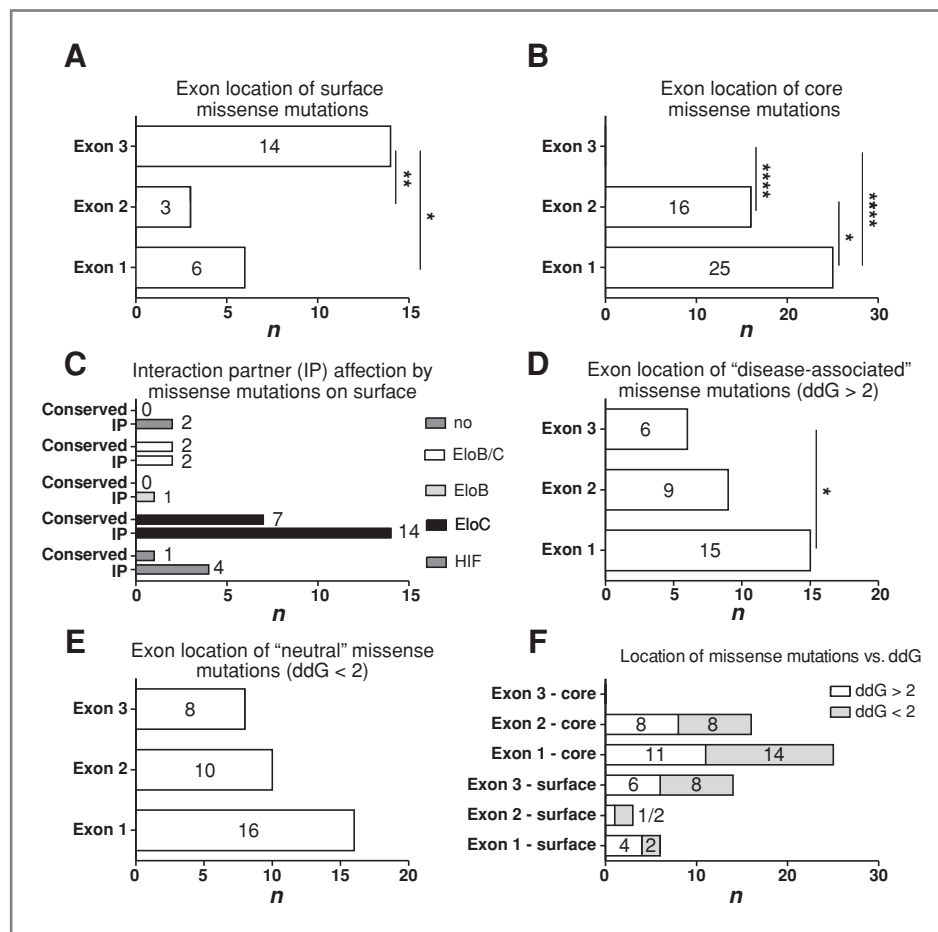 A
Exon location of surface
missense mutations
Exon 3
14
Exon 2
3
Exon 1
6
**
*
0 5 10 15
n
B
Exon location of core
missense mutations
Exon 3
Exon 2
16
Exon 1
25
****
*
****
0 10 20 30
n
C
Interaction partner (IP) affection by
missense mutations on surface
Conserved 0
IP 2
Conserved 2
IP 2
Conserved 0
IP 1
Conserved 7
IP 14
Conserved 1
IP 4
0 5 10 15
n
no
EloB/C
EloB
EloC
HIF
D
Exon location of “disease-associated”
missense mutations (ddG > 2)
Exon 3
6
Exon 2
9
Exon 1
15
*
0 5 10 15 20
n
E
Exon location of “neutral” missense
mutations (ddG < 2)
Exon 3
8
Exon 2
10
Exon 1
16
0 5 10 15 20
n
F
Location of missense mutations vs. ddG
ddG > 2
ddG < 2
Exon 3 - core
Exon 2 - core 8 8
Exon 1 - core 11 14
Exon 3 - surface 6 8
Exon 2 - surface 1/2
Exon 1 - surface 4 2
0 10 20 30
n